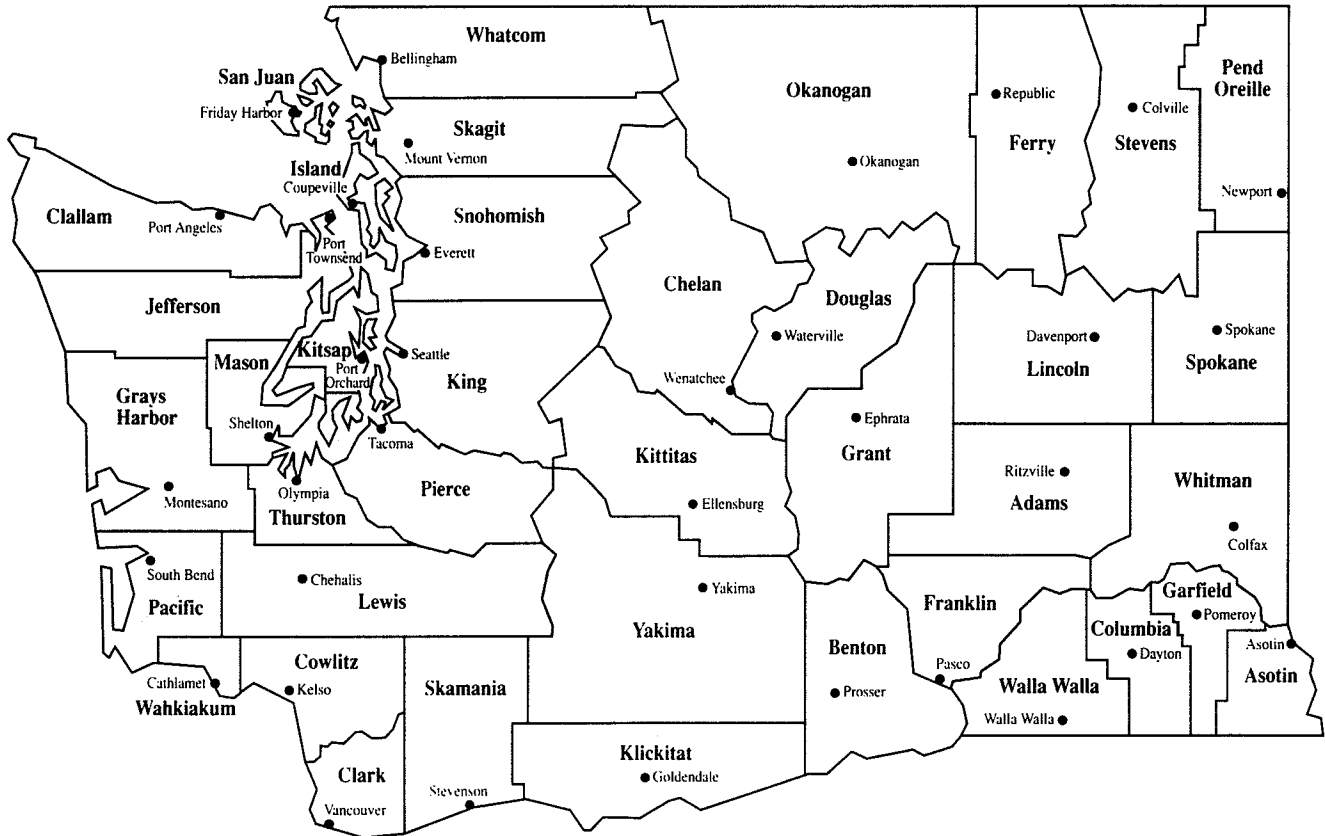 Whatcom
Bellingham
San Juan
Friday Harbor
Skagit
Mount Vernon
Island
Coupeville
Clallam
Port Angeles
Port
Townsend
Snohomish
Everett
Okanogan
Okanogan
Republic
Ferry
Colville
Stevens
Pend
Oreille
Newport
Chelan
Jefferson
Douglas
Waterville
Wenatchee
Mason
Kitsap
Port
Orchard
Seattle
King
Davenport
Lincoln
Spokane
Spokane
Grays
Harbor
Shelton
Tacoma
Ephrata
Grant
Kittitas
Ellensburg
Ritzville
Adams
Whitman
Colfax
Montesano
Olympia
Thurston
Pierce
South Bend
Pacific
Chehalis
Lewis
Yakima
Yakima
Franklin
Garfield
Pomeroy
Columbia
Dayton
Benton
Prosser
Pasco
Walla Walla
Walla Walla
Asotin
Asotin
Cowlitz
Kelso
Cathlamet
Wahkiakum
Skamania
Klickitat
Goldendale
Clark
Vancouver
Stevenson